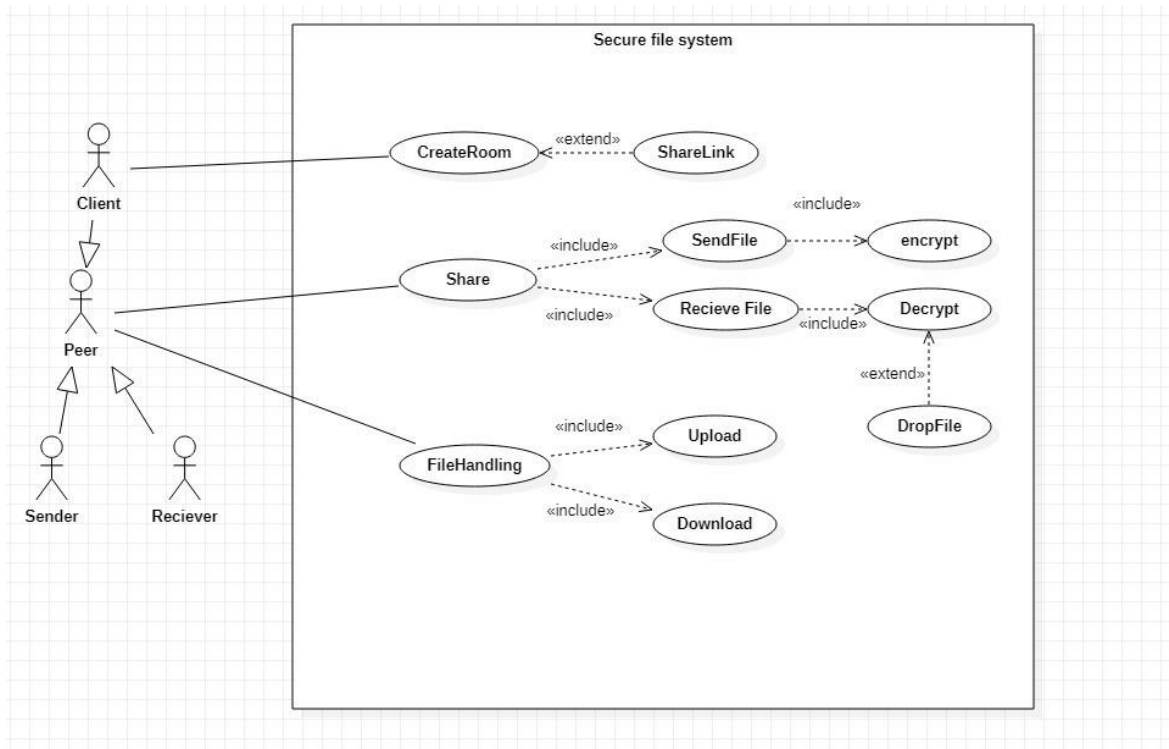 Secure file system
CreateRoom
«extend»
ShareLink
Client
«include»
SendFile
encrypt
«include»
Share
«include»
Recieve File
«include»
Decrypt
Peer
«extend»
DropFile
«include»
Upload
FileHandling
«include»
Download
Sender
Reciever